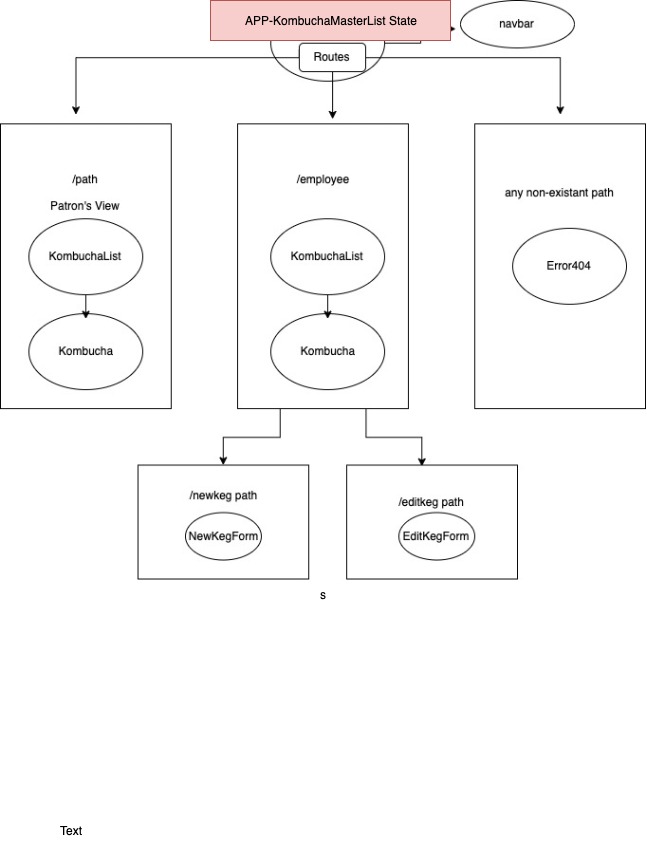 APP-KombuchaMasterList State
navbar
Routes
/path
Patron's View
KombuchaList
Kombucha
/employee
KombuchaList
Kombucha
any non-existant path
Error404
/newkeg path
NewKegForm
/editkeg path
EditKegForm
s
Text